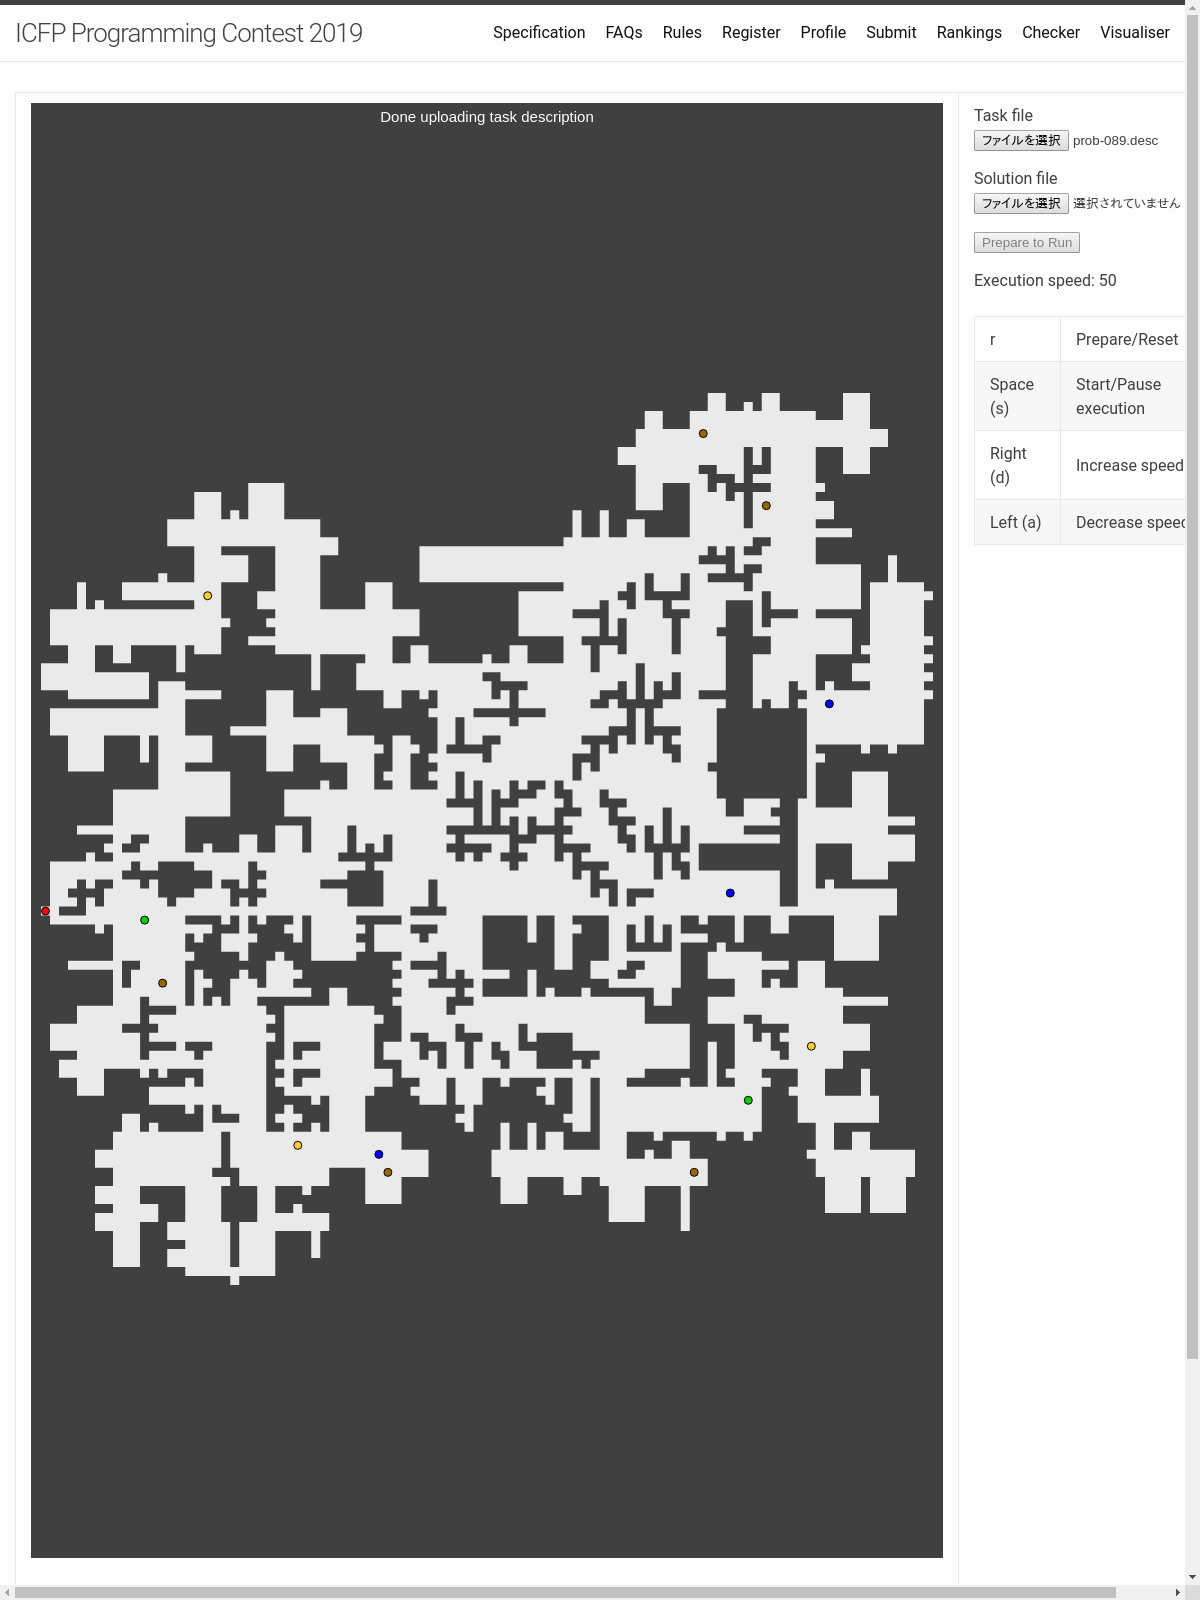 ICFP Programming Contest 2019
Specification FAQs Rules Register Profile Submit Rankings Checker Visualiser
Done uploading task description
Task file
ファイルを選択 prob-089.desc
Solution file
ファイルを選択 選択されていません
Prepare to Run
Execution speed: 50
r Prepare/Reset
Space (s) Start/Pause execution
Right (d) Increase speed
Left (a) Decrease speed